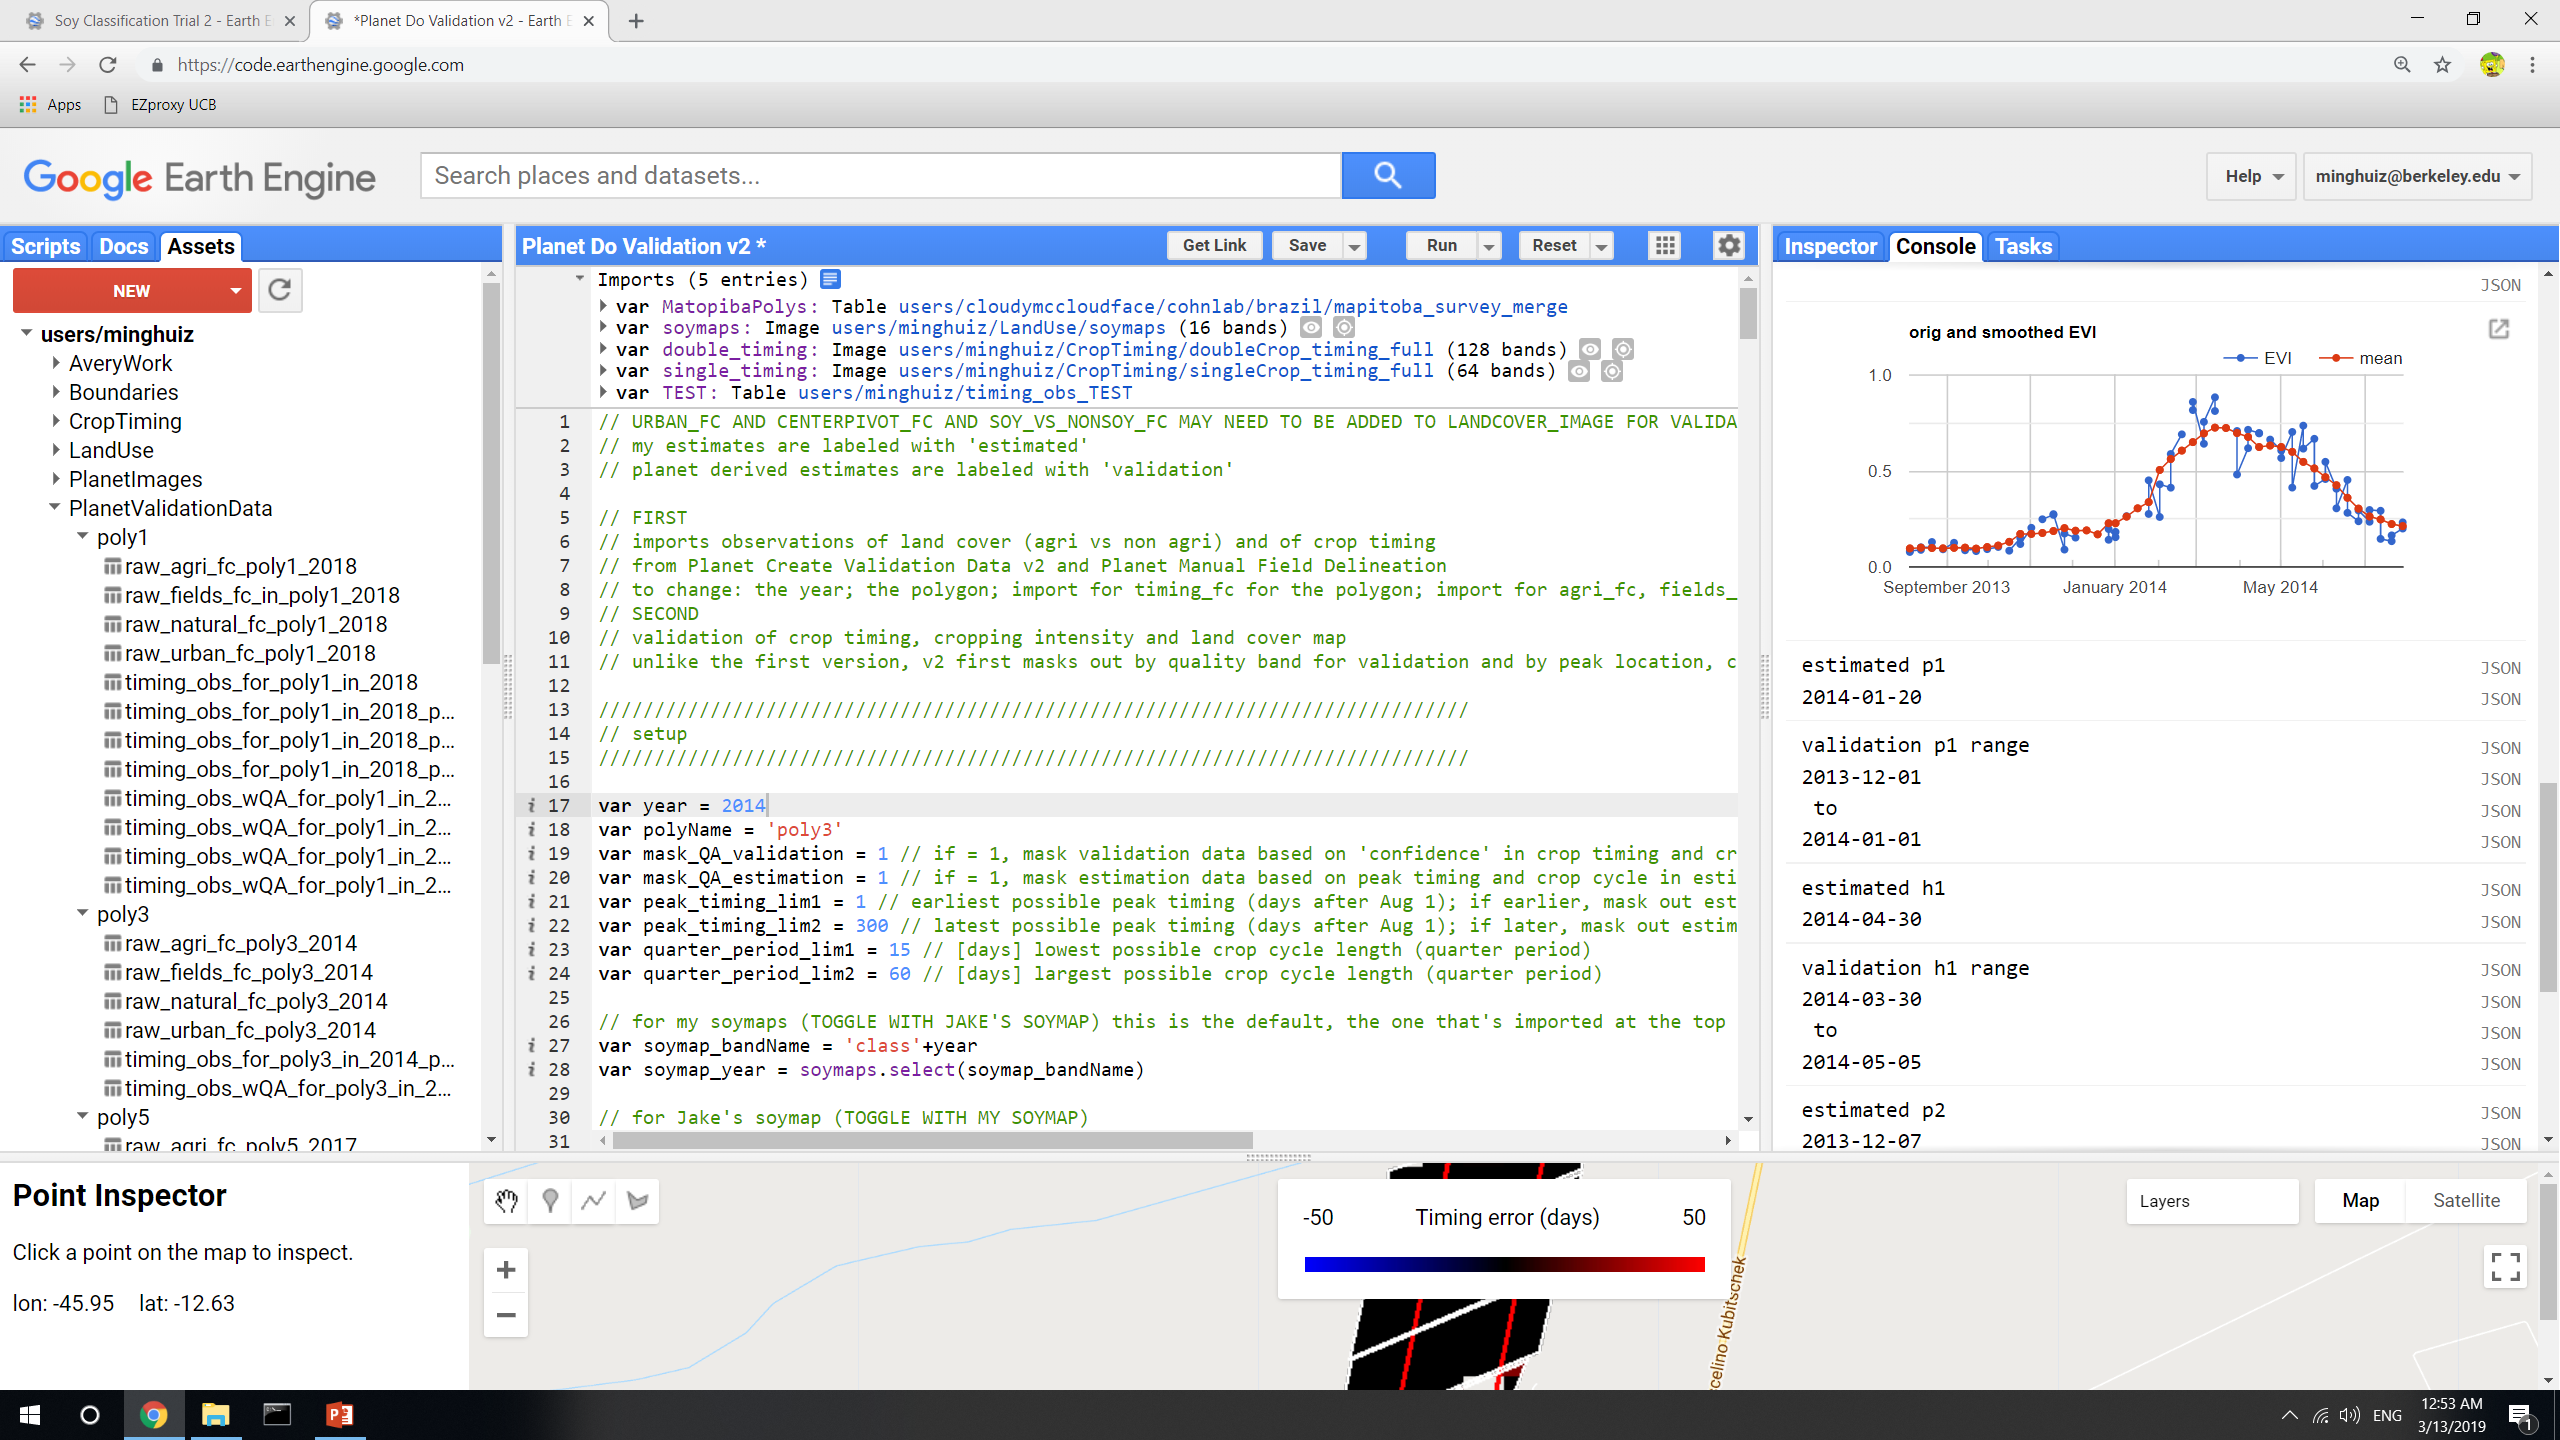 Soy Classification Trial 2 - Earth E
*Planet Do Validation v2 - Earth E
https://code.earthengine.google.com
Apps
EZproxy UCB
Google Earth Engine
Search places and datasets...
Help
minghuiz@berkeley.edu
Scripts
Docs
Assets
NEW
users/minghuiz
AveryWork
Boundaries
CropTiming
LandUse
PlanetImages
PlanetValidationData
poly1
raw_agri_fc_poly1_2018
raw_fields_fc_in_poly1_2018
raw_natural_fc_poly1_2018
raw_urban_fc_poly1_2018
timing_obs_for_poly1_in_2018
timing_obs_for_poly1_in_2018_p...
timing_obs_for_poly1_in_2018_p...
timing_obs_for_poly1_in_2018_p...
timing_obs_wQA_for_poly1_in_2...
timing_obs_wQA_for_poly1_in_2...
timing_obs_wQA_for_poly1_in_2...
timing_obs_wQA_for_poly1_in_2...
poly3
raw_agri_fc_poly3_2014
raw_fields_fc_poly3_2014
raw_natural_fc_poly3_2014
raw_urban_fc_poly3_2014
timing_obs_for_poly3_in_2014_p...
timing_obs_wQA_for_poly3_in_2...
poly5
raw_agri_fc_poly5_2017
Planet Do Validation v2 *
Get Link
Save
Run
Reset
Imports (5 entries)
var MatopibaPolys: Table users/cloudymccloudface/cohnlab/brazil/mapitoba_survey_merge
var soymaps: Image users/minghuiz/LandUse/soymaps (16 bands)
var double_timing: Image users/minghuiz/CropTiming/doubleCrop_timing_full (128 bands)
var single_timing: Image users/minghuiz/CropTiming/singleCrop_timing_full (64 bands)
var TEST: Table users/minghuiz/timing_obs_TEST
1 // URBAN_FC AND CENTERPIVOT_FC AND SOY_VS_NONSOY_FC MAY NEED TO BE ADDED TO LANDCOVER_IMAGE FOR VALIDA
2 // my estimates are labeled with 'estimated'
3 // planet derived estimates are labeled with 'validation'
4
5 // FIRST
6 // imports observations of land cover (agri vs non agri) and of crop timing
7 // from Planet Create Validation Data v2 and Planet Manual Field Delineation
8 // to change: the year; the polygon; import for timing_fc for the polygon; import for agri_fc, fields_
9 // SECOND
10 // validation of crop timing, cropping intensity and land cover map
11 // unlike the first version, v2 first masks out by quality band for validation and by peak location, c
12
13 //////////////////////////////////////////////////////////////////////////////
14 // setup
15 //////////////////////////////////////////////////////////////////////////////
16
i 17 var year = 2014
i 18 var polyName = 'poly3'
i 19 var mask_QA_validation = 1 // if = 1, mask validation data based on 'confidence' in crop timing and cr
i 20 var mask_QA_estimation = 1 // if = 1, mask estimation data based on peak timing and crop cycle in esti
i 21 var peak_timing_lim1 = 1 // earliest possible peak timing (days after Aug 1); if earlier, mask out est
i 22 var peak_timing_lim2 = 300 // latest possible peak timing (days after Aug 1); if later, mask out estim
i 23 var quarter_period_lim1 = 15 // [days] lowest possible crop cycle length (quarter period)
i 24 var quarter_period_lim2 = 60 // [days] largest possible crop cycle length (quarter period)
25
26 // for my soymaps (TOGGLE WITH JAKE'S SOYMAP) this is the default, the one that's imported at the top
i 27 var soymap_bandName = 'class'+year
i 28 var soymap_year = soymaps.select(soymap_bandName)
29
30 // for Jake's soymap (TOGGLE WITH MY SOYMAP)
31
Inspector
Console
Tasks
JSON
orig and smoothed EVI
EVI
mean
1.0
0.5
0.0
September 2013
January 2014
May 2014
estimated p1 JSON
2014-01-20 JSON
validation p1 range JSON
2013-12-01 JSON
to JSON
2014-01-01 JSON
estimated h1 JSON
2014-04-30 JSON
validation h1 range JSON
2014-03-30 JSON
to JSON
2014-05-05 JSON
estimated p2 JSON
2013-12-07 JSON
Point Inspector
Click a point on the map to inspect.
lon: -45.95 lat: -12.63
-50 Timing error (days) 50
celino Kubitschek
Layers
Map
Satellite
ENG
12:53 AM
3/13/2019
1